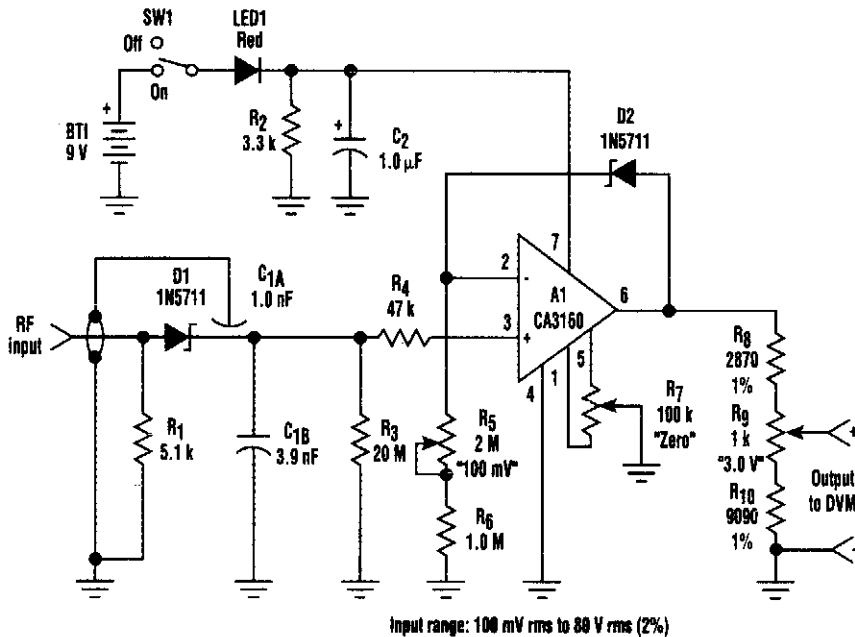 SW1
Off
On
LED1
Red
BT1
9 V
R2
3.3 k
C2
1.0 µF
D2
1N5711
D1
1N5711
C1A
1.0 nF
R4
47 k
RF
input
2
-
3
+
7
A1
CA3160
6
4
1
5
R8
2870
1%
R7
100 k
"Zero"
R9
1 k
"3.0 V"
R1
5.1 k
C1B
3.9 nF
R3
20 M
R5
2 M
"100 mV"
R6
1.0 M
R10
9090
1%
+
Output
to DVM
-
Input range: 100 mV rms to 80 V rms (2%)